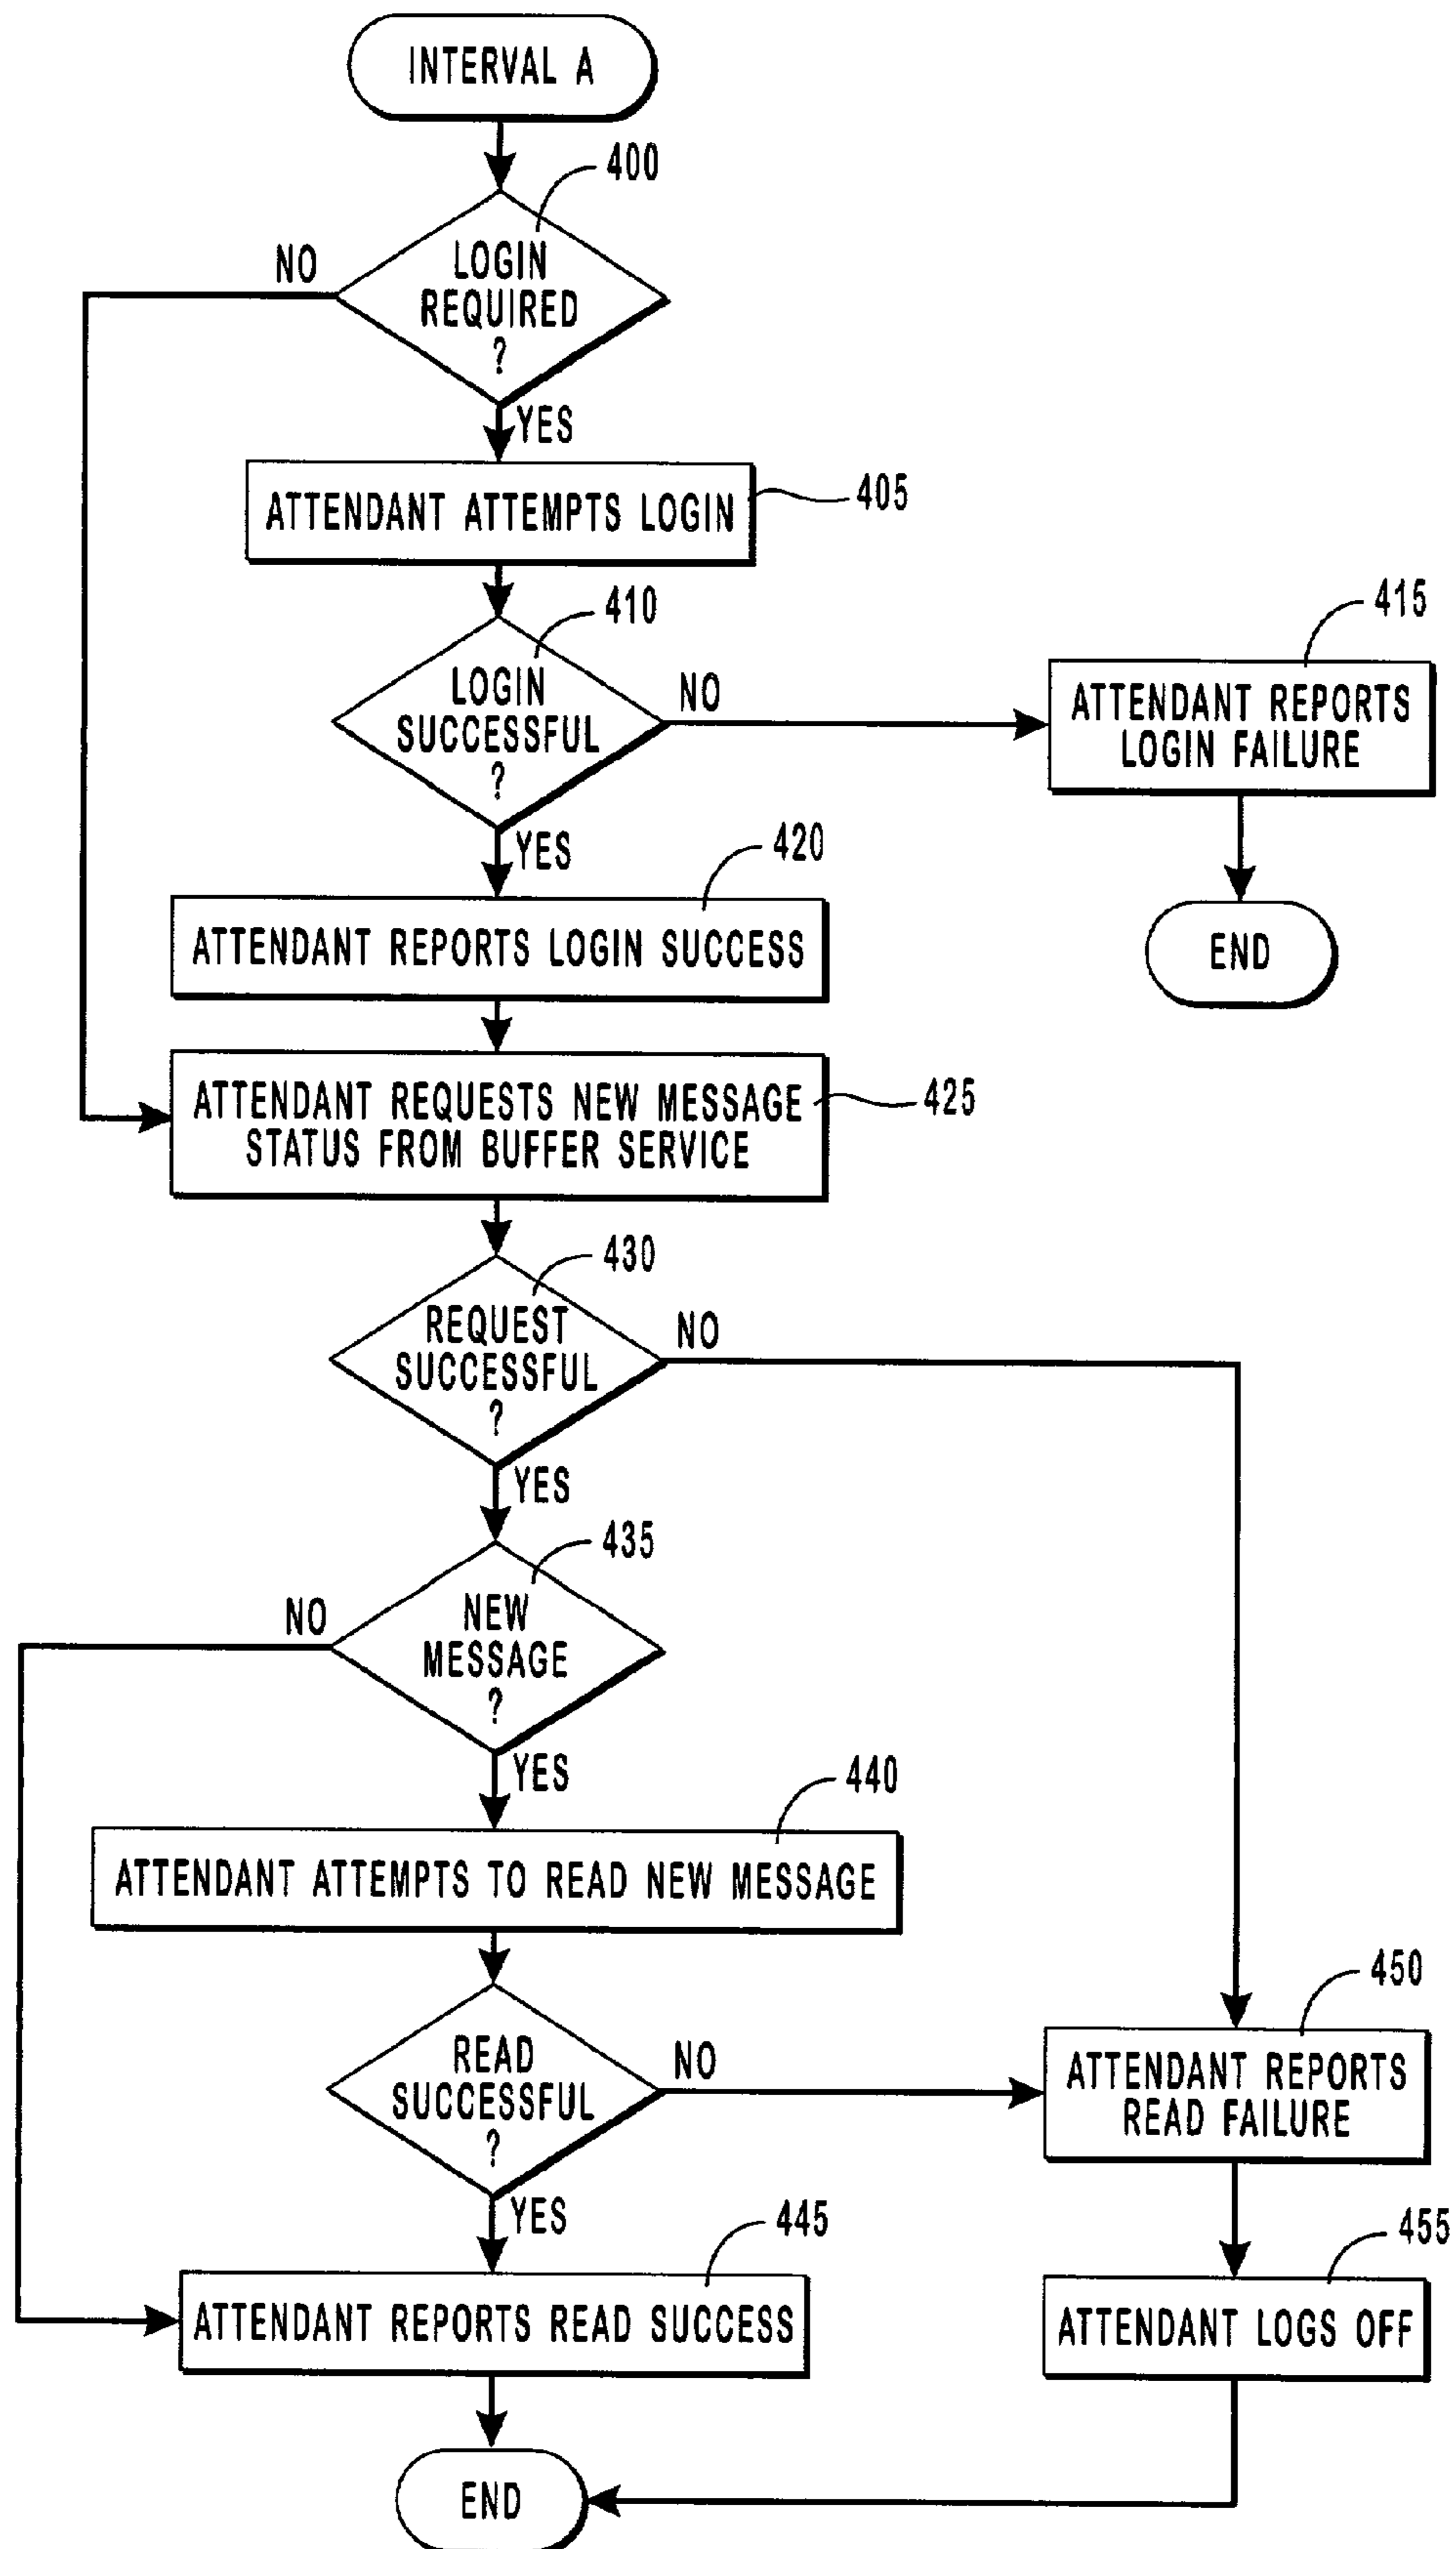 INTERVAL A
400
NO
LOGIN
REQUIRED
?
YES
ATTENDANT ATTEMPTS LOGIN
405
410
LOGIN
SUCCESSFUL
?
NO
415
ATTENDANT REPORTS
LOGIN FAILURE
YES
420
ATTENDANT REPORTS LOGIN SUCCESS
END
ATTENDANT REQUESTS NEW MESSAGE
STATUS FROM BUFFER SERVICE
425
430
REQUEST
SUCCESSFUL
?
NO
YES
435
NO
NEW
MESSAGE
?
YES
440
ATTENDANT ATTEMPTS TO READ NEW MESSAGE
READ
SUCCESSFUL
?
NO
450
ATTENDANT REPORTS
READ FAILURE
YES
445
ATTENDANT REPORTS READ SUCCESS
455
ATTENDANT LOGS OFF
END